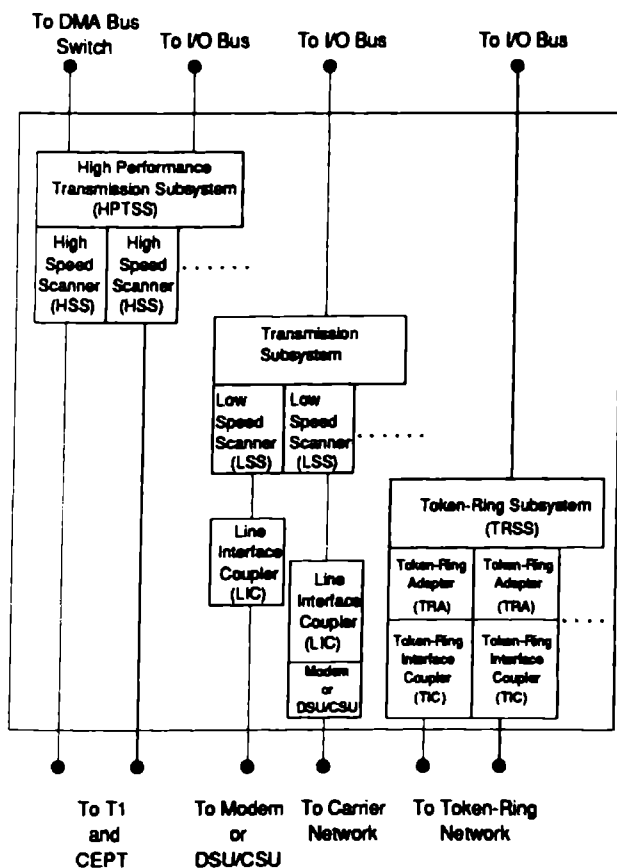 To DMA Bus
Switch
To I/O Bus
To I/O Bus
To I/O Bus
High Performance
Transmission Subsystem
(HPTSS)
High
Speed
Scanner
(HSS)
High
Speed
Scanner
(HSS)
Transmission
Subsystem
Low
Speed
Scanner
(LSS)
Low
Speed
Scanner
(LSS)
Token-Ring Subsystem
(TRSS)
Line
Interface
Coupler
(LIC)
Line
Interface
Coupler
(LIC)
Modem
or
DSU/CSU
Token-Ring
Adapter
(TRA)
Token-Ring
Adapter
(TRA)
Token-Ring
Interface
Coupler
(TIC)
Token-Ring
Interface
Coupler
(TIC)
To T1
and
CEPT
To Modem
or
DSU/CSU
To Carrier
Network
To Token-Ring
Network